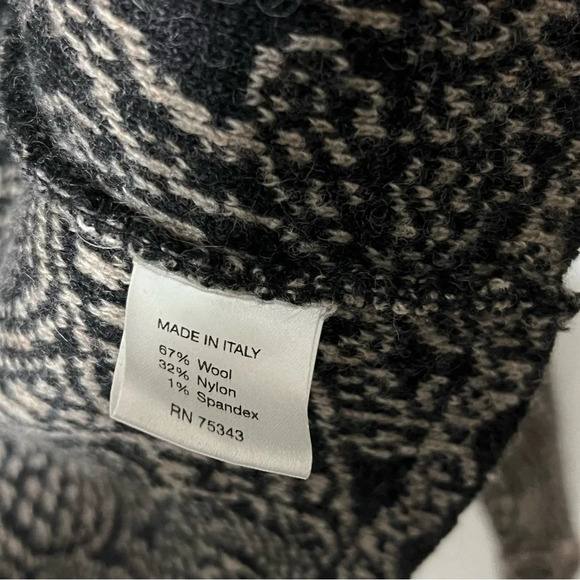 MADE IN ITALY
67% Wool
32% Nylon
1% Spandex
RN 75343